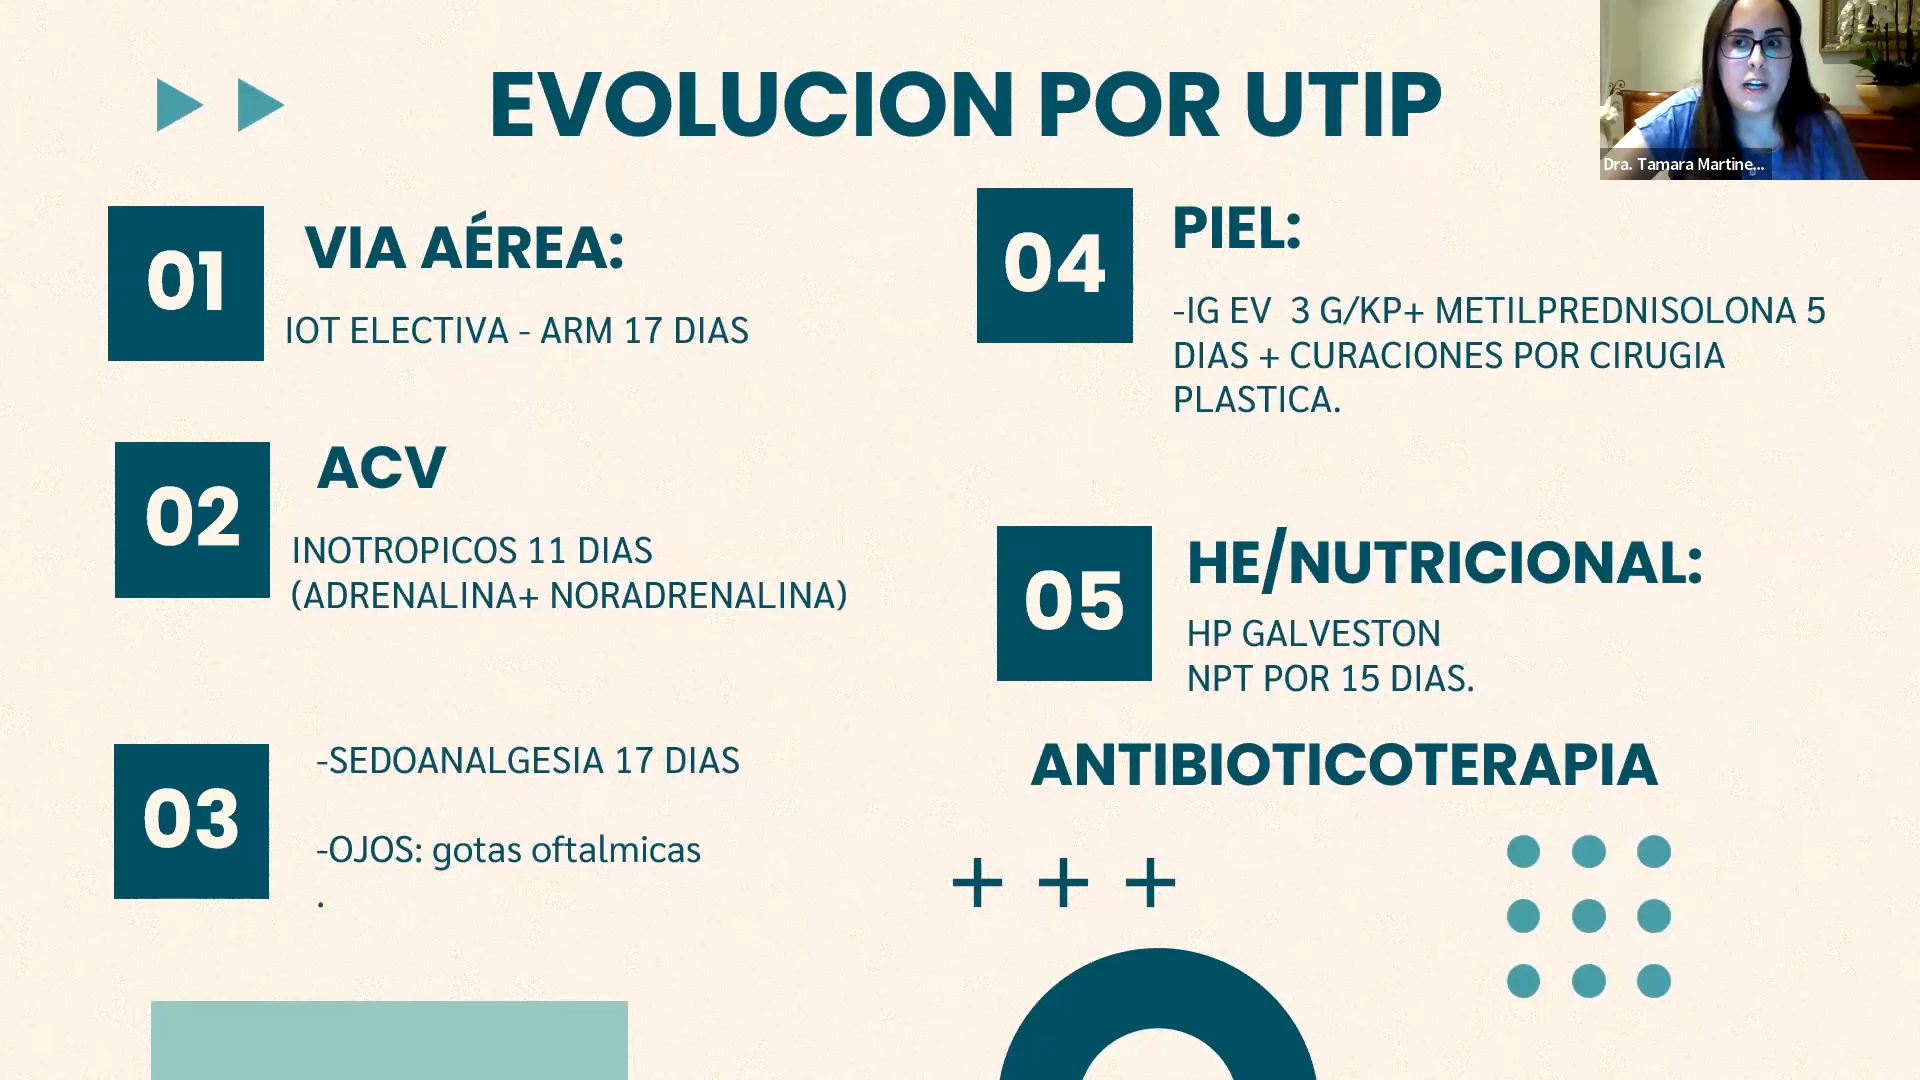 EVOLUCION POR UTIP
Dra. Tamara Martine...
01
VIA AÉREA:
IOT ELECTIVA - ARM 17 DIAS
02
ACV
INOTROPICOS 11 DIAS
(ADRENALINA+ NORADRENALINA)
03
-SEDOANALGESIA 17 DIAS
-OJOS: gotas oftalmicas
.
04
PIEL:
-IG EV 3 G/KP+ METILPREDNISOLONA 5
DIAS + CURACIONES POR CIRUGIA
PLASTICA.
05
HE/NUTRICIONAL:
HP GALVESTON
NPT POR 15 DIAS.
ANTIBIOTICOTERAPIA